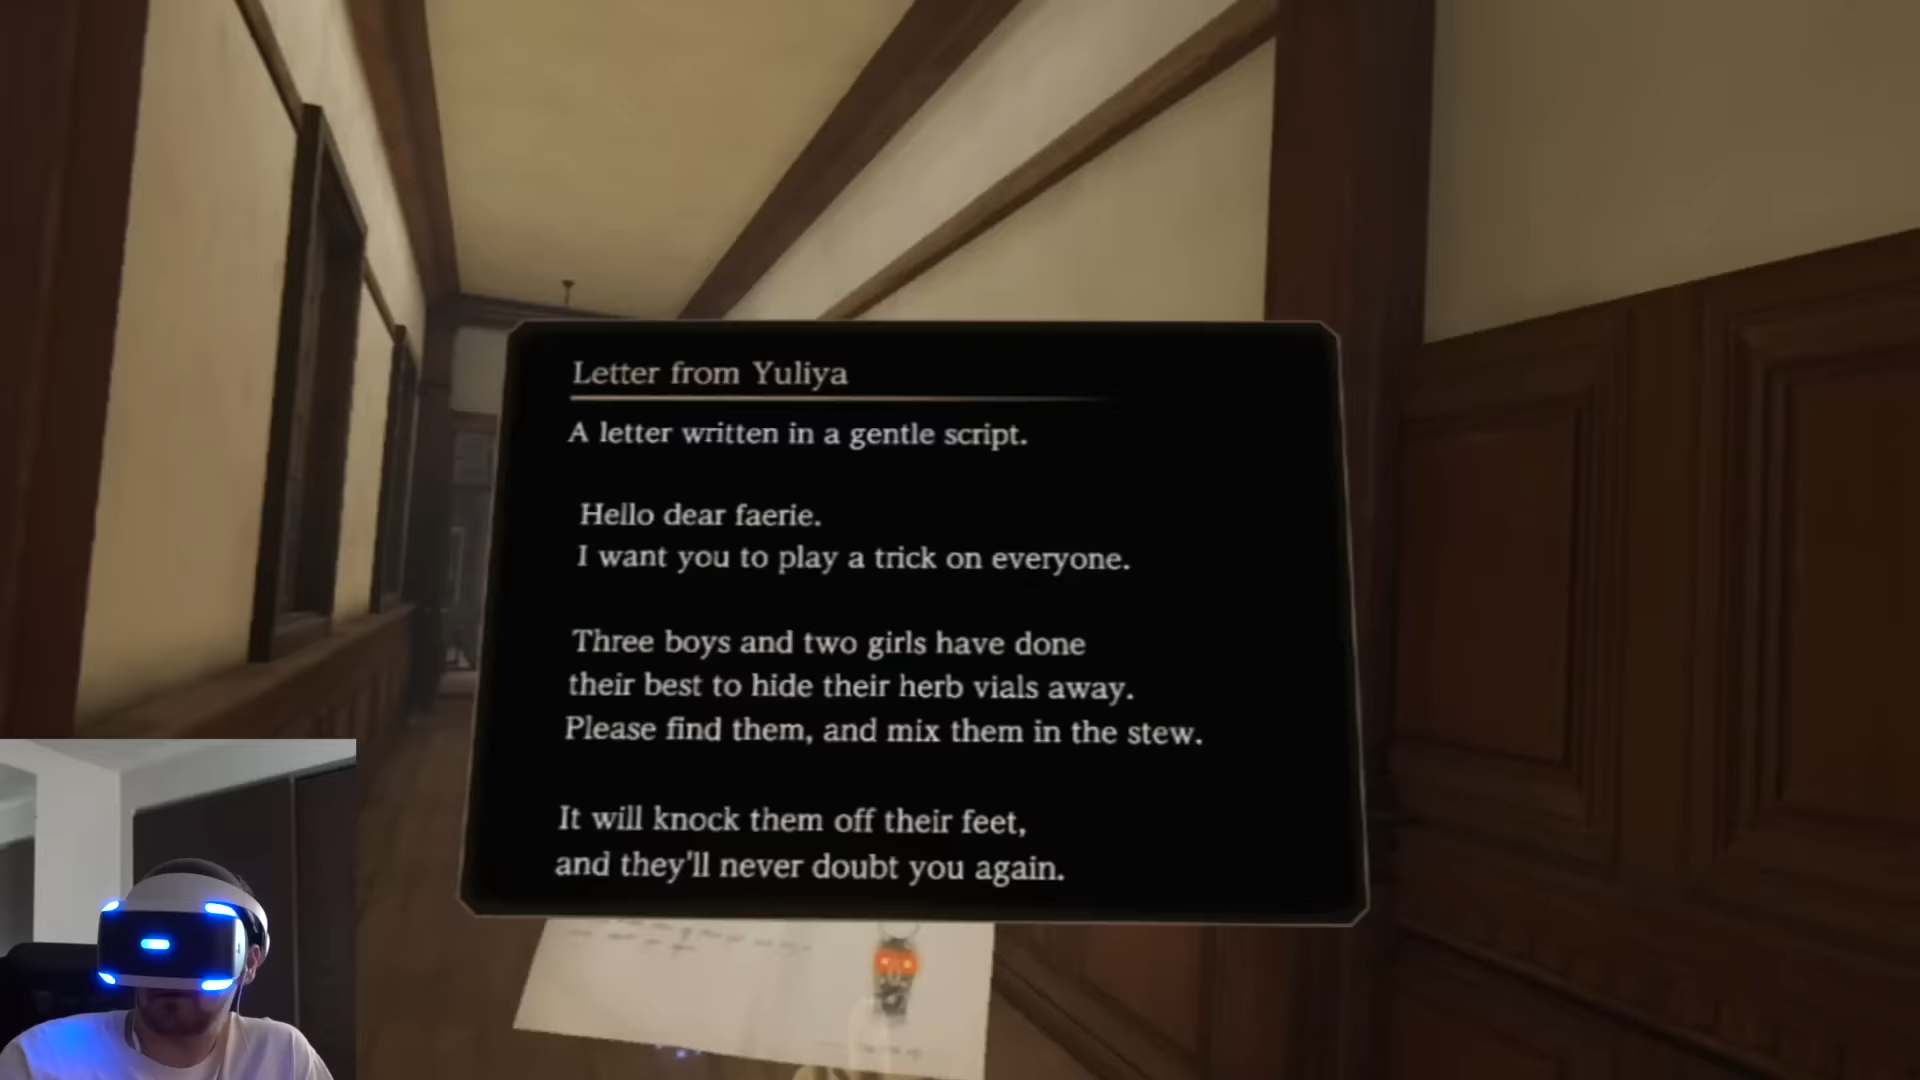 Letter from Yuliya
A letter written in a gentle script.
Hello dear faerie.
I want you to play a trick on everyone.
Three boys and two girls have done
their best to hide their herb vials away.
Please find them, and mix them in the stew.
It will knock them off their feet,
and they'll never doubt you again.